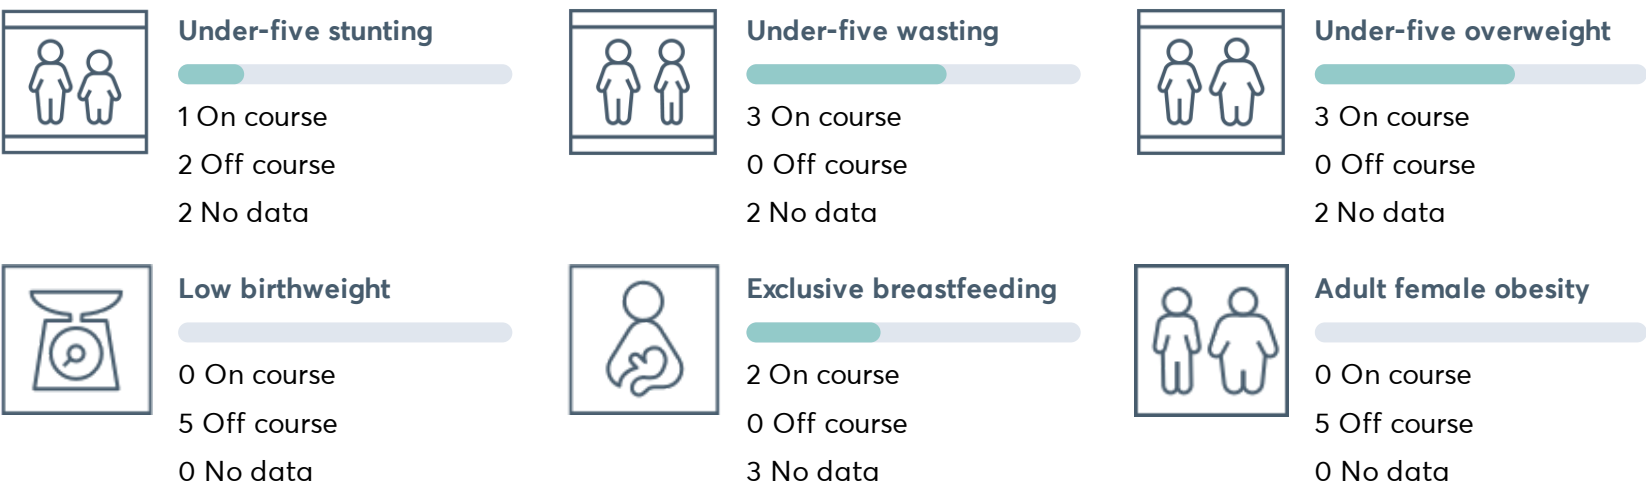 Under-five stunting
1 On course
2 Off course
2 No data
Under-five wasting
3 On course
0 Off course
2 No data
Under-five overweight
3 On course
0 Off course
2 No data
Low birthweight
0 On course
5 Off course
0 No data
Exclusive breastfeeding
2 On course
0 Off course
3 No data
Adult female obesity
0 On course
5 Off course
0 No data